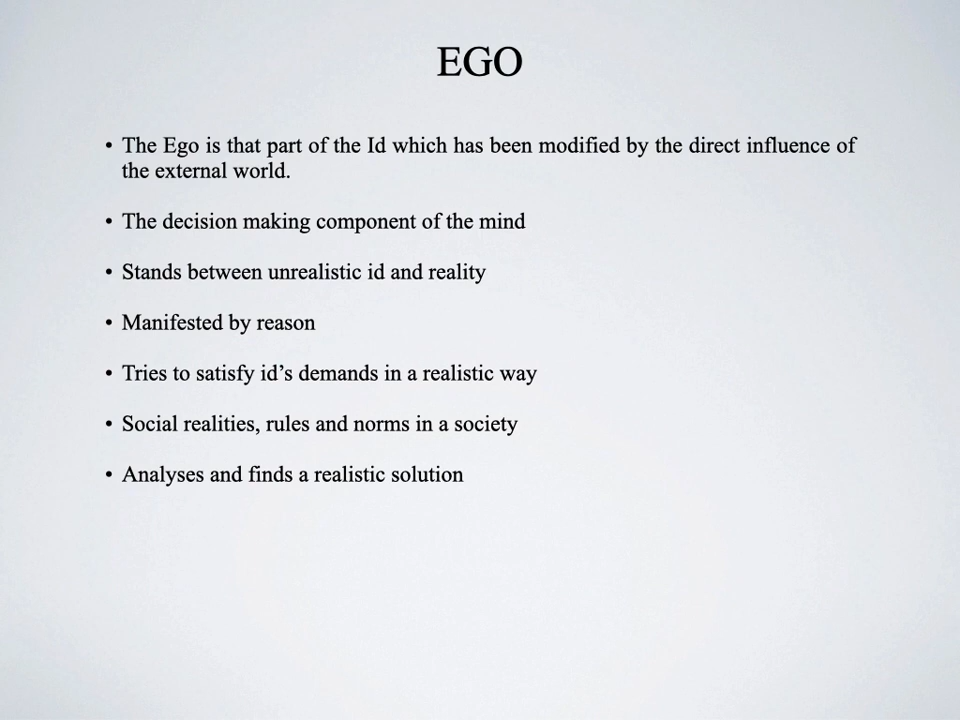 EGO
• The Ego is that part of the Id which has been modified by the direct influence of
the external world.
• The decision making component of the mind
• Stands between unrealistic id and reality
• Manifested by reason
• Tries to satisfy id’s demands in a realistic way
• Social realities, rules and norms in a society
• Analyses and finds a realistic solution